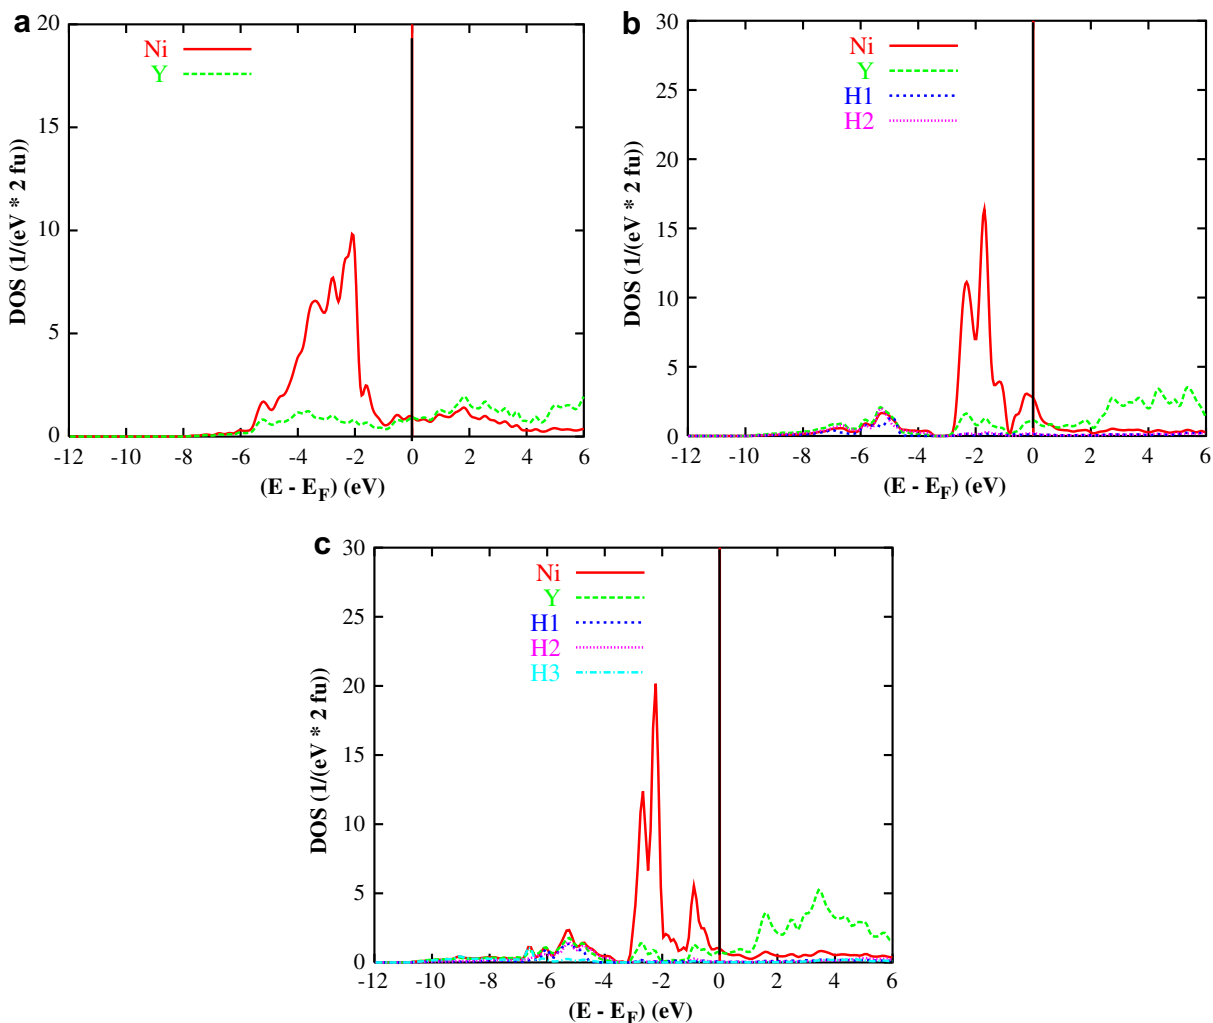 a
20
15
10
5
0
DOS (1/(eV * 2 fu))
Ni
Y
-12 -10 -8 -6 -4 -2 0 2 4 6
(E - EF) (eV)
b
30
25
20
15
10
5
0
DOS (1/(eV * 2 fu))
Ni
Y
H1
H2
-12 -10 -8 -6 -4 -2 0 2 4 6
(E - EF) (eV)
c
30
25
20
15
10
5
0
DOS (1/(eV * 2 fu))
Ni
Y
H1
H2
H3
-12 -10 -8 -6 -4 -2 0 2 4 6
(E - EF) (eV)